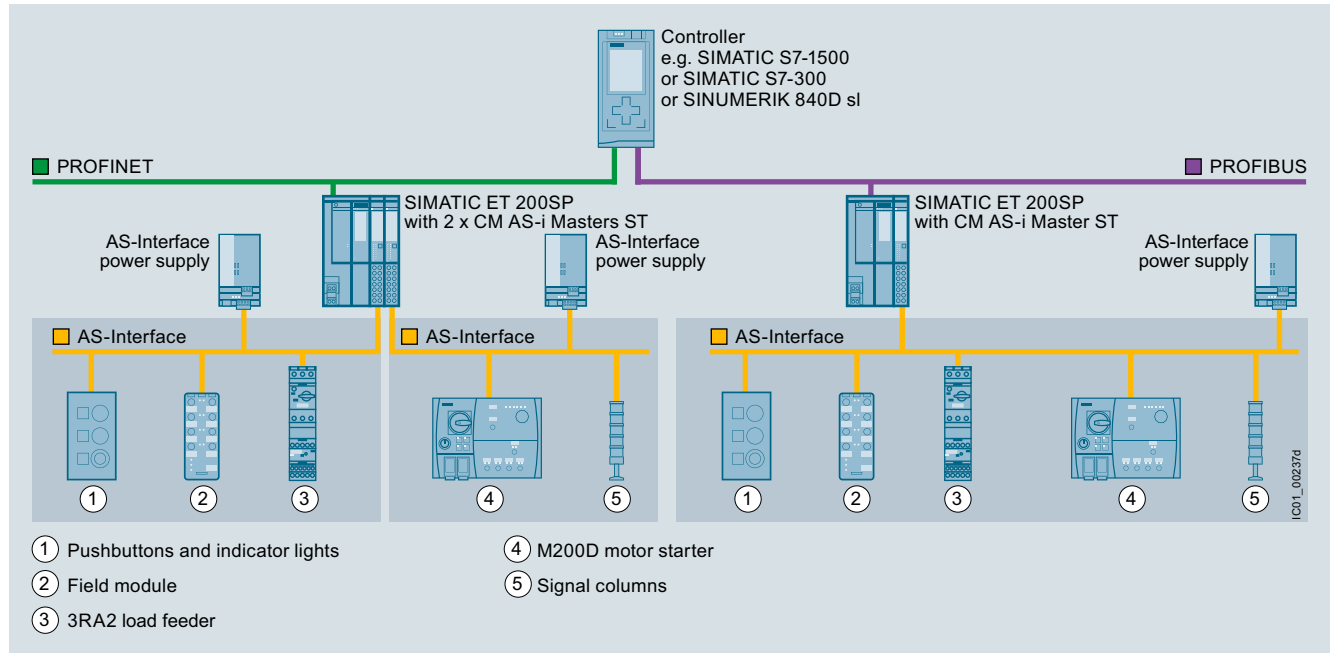 Controller
e.g. SIMATIC S7-1500
or SIMATIC S7-300
or SINUMERIK 840D sl
PROFINET
PROFIBUS
SIMATIC ET 200SP
with 2 x CM AS-i Masters ST
SIMATIC ET 200SP
with CM AS-i Master ST
AS-Interface
power supply
AS-Interface
power supply
AS-Interface
power supply
AS-Interface
AS-Interface
AS-Interface
1
2
3
4
5
1
2
3
4
5
IC01_00237d
1 Pushbuttons and indicator lights
2 Field module
3 3RA2 load feeder
4 M200D motor starter
5 Signal columns